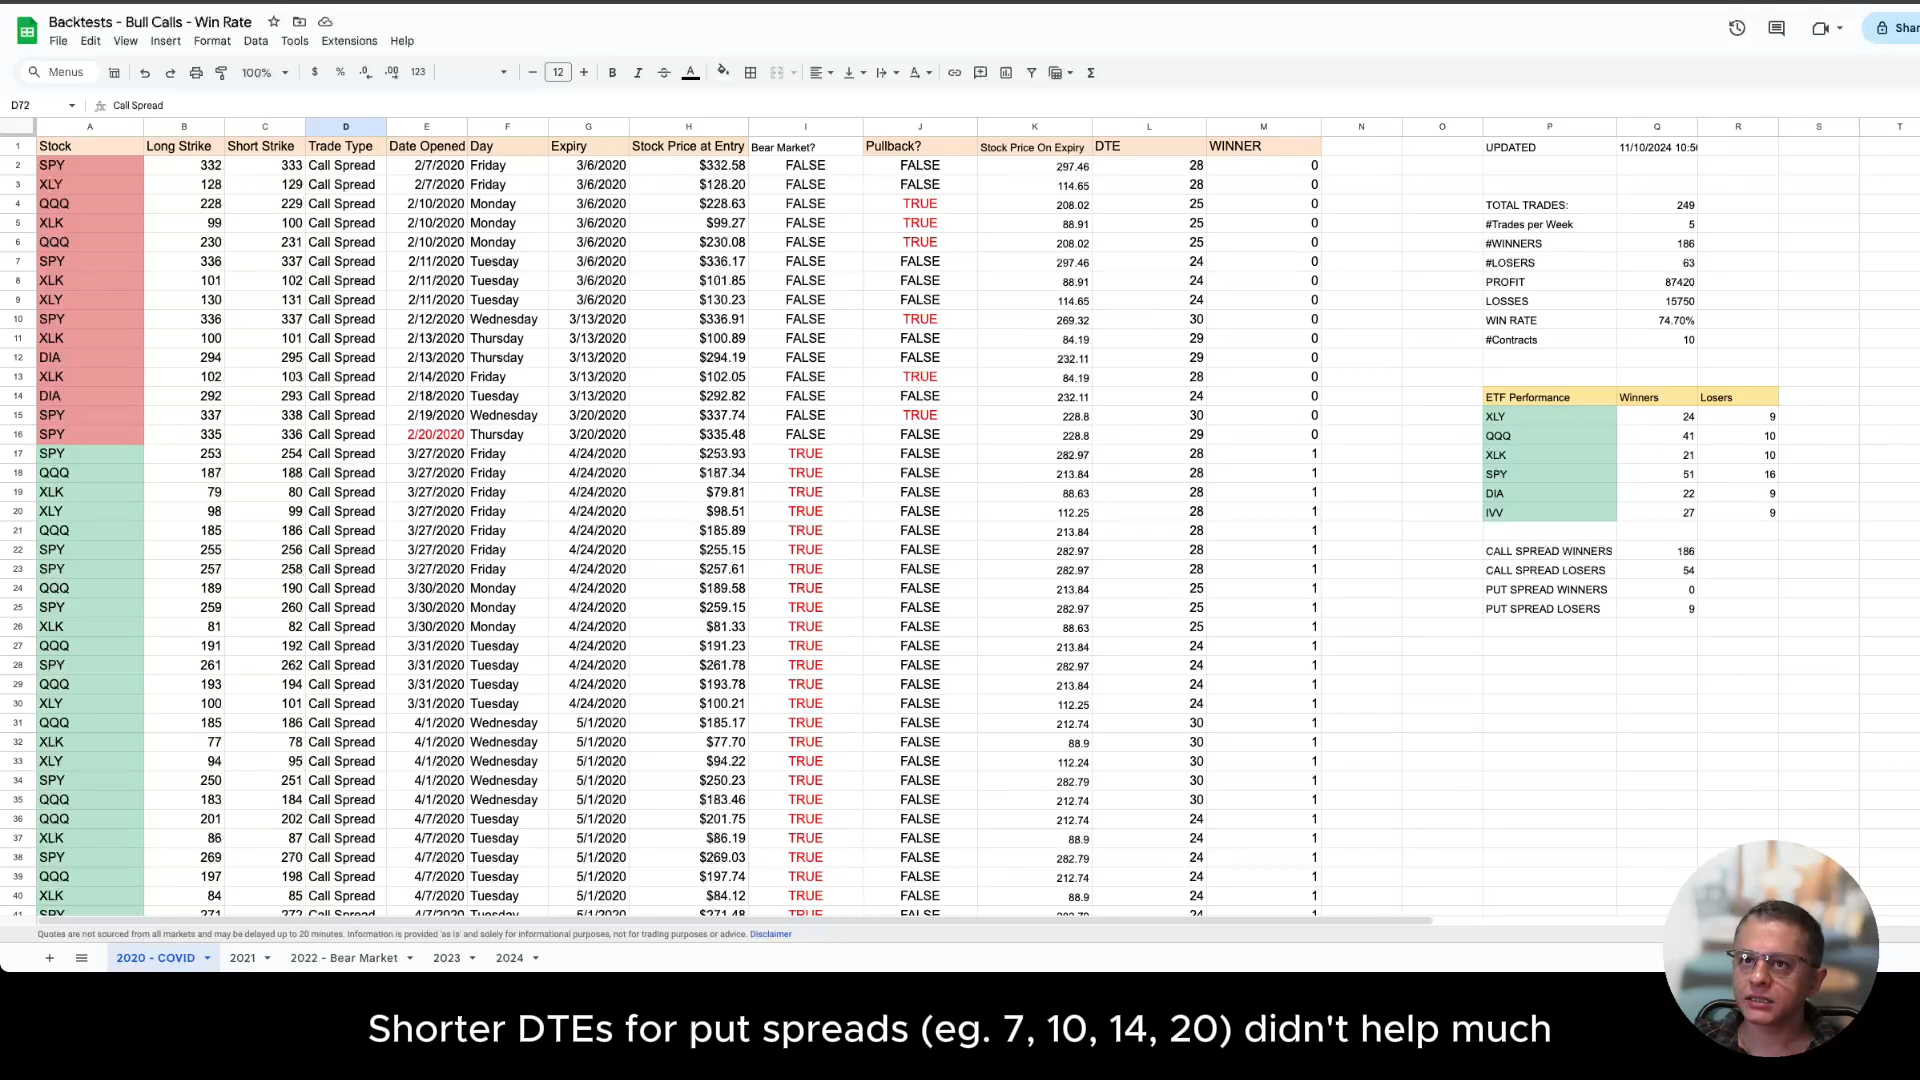 Backtests - Bull Calls - Win Rate
File Edit View Insert Format Data Tools Extensions Help
Shar
Menus 100% $ % .0 .00 123 12 B I A Σ
D72 fx Call Spread
A B C D E F G H I J K L M N O P Q R S T
1 Stock Long Strike Short Strike Trade Type Date Opened Day Expiry Stock Price at Entry Bear Market? Pullback? Stock Price On Expiry DTE WINNER UPDATED 11/10/2024 10:5
2 SPY 332 333 Call Spread 2/7/2020 Friday 3/6/2020 $332.58 FALSE FALSE 297.46 28 0
3 XLY 128 129 Call Spread 2/7/2020 Friday 3/6/2020 $128.20 FALSE FALSE 114.65 28 0
4 QQQ 228 229 Call Spread 2/10/2020 Monday 3/6/2020 $228.63 FALSE TRUE 208.02 25 0 TOTAL TRADES: 249
5 XLK 99 100 Call Spread 2/10/2020 Monday 3/6/2020 $99.27 FALSE TRUE 88.91 25 0 #Trades per Week 5
6 QQQ 230 231 Call Spread 2/10/2020 Monday 3/6/2020 $230.08 FALSE TRUE 208.02 25 0 #WINNERS 186
7 SPY 336 337 Call Spread 2/11/2020 Tuesday 3/6/2020 $336.17 FALSE FALSE 297.46 24 0 #LOSERS 63
8 XLK 101 102 Call Spread 2/11/2020 Tuesday 3/6/2020 $101.85 FALSE FALSE 88.91 24 0 PROFIT 87420
9 XLY 130 131 Call Spread 2/11/2020 Tuesday 3/6/2020 $130.23 FALSE FALSE 114.65 24 0 LOSSES 15750
10 SPY 336 337 Call Spread 2/12/2020 Wednesday 3/13/2020 $336.91 FALSE TRUE 269.32 30 0 WIN RATE 74.70%
11 XLK 100 101 Call Spread 2/13/2020 Thursday 3/13/2020 $100.89 FALSE FALSE 84.19 29 0 #Contracts 10
12 DIA 294 295 Call Spread 2/13/2020 Thursday 3/13/2020 $294.19 FALSE FALSE 232.11 29 0
13 XLK 102 103 Call Spread 2/14/2020 Friday 3/13/2020 $102.05 FALSE TRUE 84.19 28 0
14 DIA 292 293 Call Spread 2/18/2020 Tuesday 3/13/2020 $292.82 FALSE FALSE 232.11 24 0 ETF Performance Winners Losers
15 SPY 337 338 Call Spread 2/19/2020 Wednesday 3/20/2020 $337.74 FALSE TRUE 228.8 30 0 XLY 24 9
16 SPY 335 336 Call Spread 2/20/2020 Thursday 3/20/2020 $335.48 FALSE FALSE 228.8 29 0 QQQ 41 10
17 SPY 253 254 Call Spread 3/27/2020 Friday 4/24/2020 $253.93 TRUE FALSE 282.97 28 1 XLK 21 10
18 QQQ 187 188 Call Spread 3/27/2020 Friday 4/24/2020 $187.34 TRUE FALSE 213.84 28 1 SPY 51 16
19 XLK 79 80 Call Spread 3/27/2020 Friday 4/24/2020 $79.81 TRUE FALSE 88.63 28 1 DIA 22 9
20 XLY 98 99 Call Spread 3/27/2020 Friday 4/24/2020 $98.51 TRUE FALSE 112.25 28 1 IVV 27 9
21 QQQ 185 186 Call Spread 3/27/2020 Friday 4/24/2020 $185.89 TRUE FALSE 213.84 28 1
22 SPY 255 256 Call Spread 3/27/2020 Friday 4/24/2020 $255.15 TRUE FALSE 282.97 28 1 CALL SPREAD WINNERS 186
23 SPY 257 258 Call Spread 3/27/2020 Friday 4/24/2020 $257.61 TRUE FALSE 282.97 28 1 CALL SPREAD LOSERS 54
24 QQQ 189 190 Call Spread 3/30/2020 Monday 4/24/2020 $189.58 TRUE FALSE 213.84 25 1 PUT SPREAD WINNERS 0
25 SPY 259 260 Call Spread 3/30/2020 Monday 4/24/2020 $259.15 TRUE FALSE 282.97 25 1 PUT SPREAD LOSERS 9
26 XLK 81 82 Call Spread 3/30/2020 Monday 4/24/2020 $81.33 TRUE FALSE 88.63 25 1
27 QQQ 191 192 Call Spread 3/31/2020 Tuesday 4/24/2020 $191.23 TRUE FALSE 213.84 24 1
28 SPY 261 262 Call Spread 3/31/2020 Tuesday 4/24/2020 $261.78 TRUE FALSE 282.97 24 1
29 QQQ 193 194 Call Spread 3/31/2020 Tuesday 4/24/2020 $193.78 TRUE FALSE 213.84 24 1
30 XLY 100 101 Call Spread 3/31/2020 Tuesday 4/24/2020 $100.21 TRUE FALSE 112.25 24 1
31 QQQ 185 186 Call Spread 4/1/2020 Wednesday 5/1/2020 $185.17 TRUE FALSE 212.74 30 1
32 XLK 77 78 Call Spread 4/1/2020 Wednesday 5/1/2020 $77.70 TRUE FALSE 88.9 30 1
33 XLY 94 95 Call Spread 4/1/2020 Wednesday 5/1/2020 $94.22 TRUE FALSE 112.24 30 1
34 SPY 250 251 Call Spread 4/1/2020 Wednesday 5/1/2020 $250.23 TRUE FALSE 282.79 30 1
35 QQQ 183 184 Call Spread 4/1/2020 Wednesday 5/1/2020 $183.46 TRUE FALSE 212.74 30 1
36 QQQ 201 202 Call Spread 4/7/2020 Tuesday 5/1/2020 $201.75 TRUE FALSE 212.74 24 1
37 XLK 86 87 Call Spread 4/7/2020 Tuesday 5/1/2020 $86.19 TRUE FALSE 88.9 24 1
38 SPY 269 270 Call Spread 4/7/2020 Tuesday 5/1/2020 $269.03 TRUE FALSE 282.79 24 1
39 QQQ 197 198 Call Spread 4/7/2020 Tuesday 5/1/2020 $197.74 TRUE FALSE 212.74 24 1
40 XLK 84 85 Call Spread 4/7/2020 Tuesday 5/1/2020 $84.12 TRUE FALSE 88.9 24 1
41 SPY 271 272 Call Spread 4/7/2020 Tuesday 5/1/2020 $271.48 TRUE FALSE 282.79 24 1
Quotes are not sourced from all markets and may be delayed up to 20 minutes. Information is provided 'as is' and solely for informational purposes, not for trading purposes or advice. Disclaimer
2020 - COVID 2021 2022 - Bear Market 2023 2024
Shorter DTEs for put spreads (eg. 7, 10, 14, 20) didn't help much